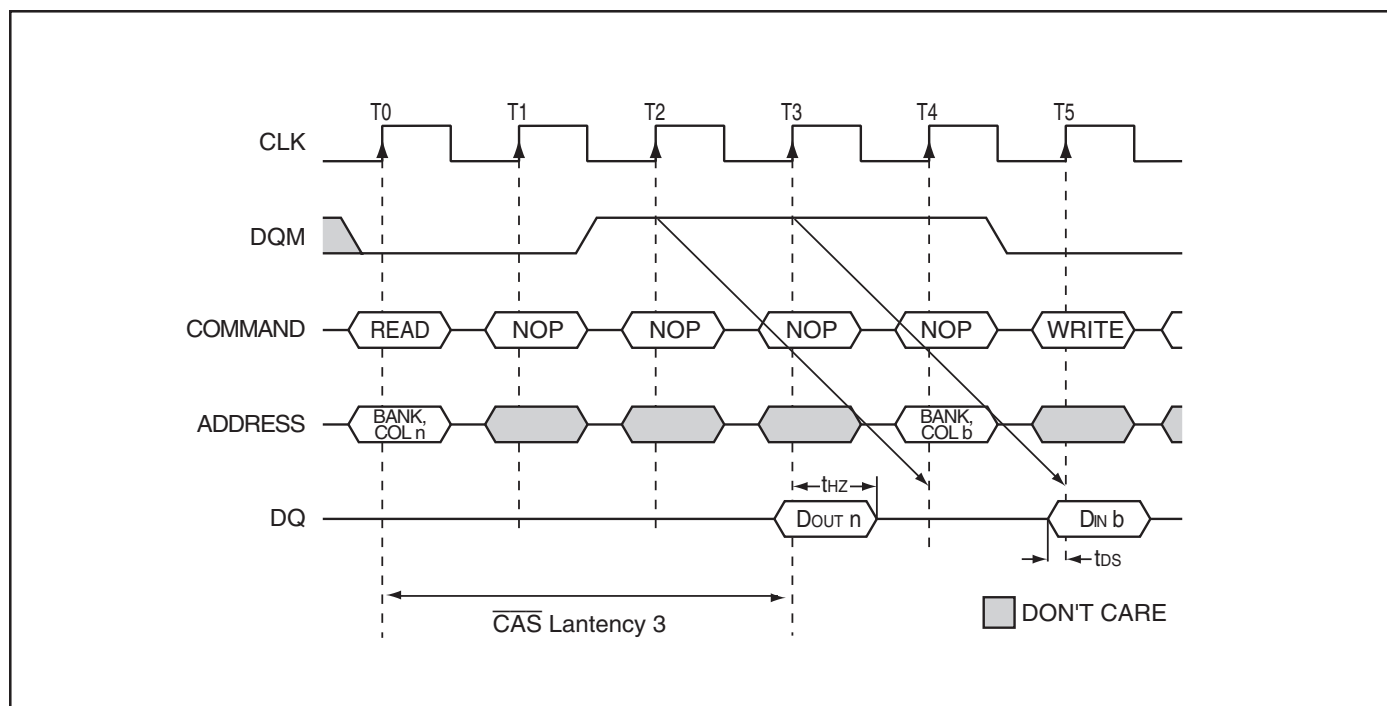 T0 T1 T2 T3 T4 T5
CLK
DQM
COMMAND READ NOP NOP NOP NOP WRITE
ADDRESS BANK, COL n BANK, COL b
tHZ
DQ DOUT n DIN b
tDS
CAS Lantency 3
DON'T CARE